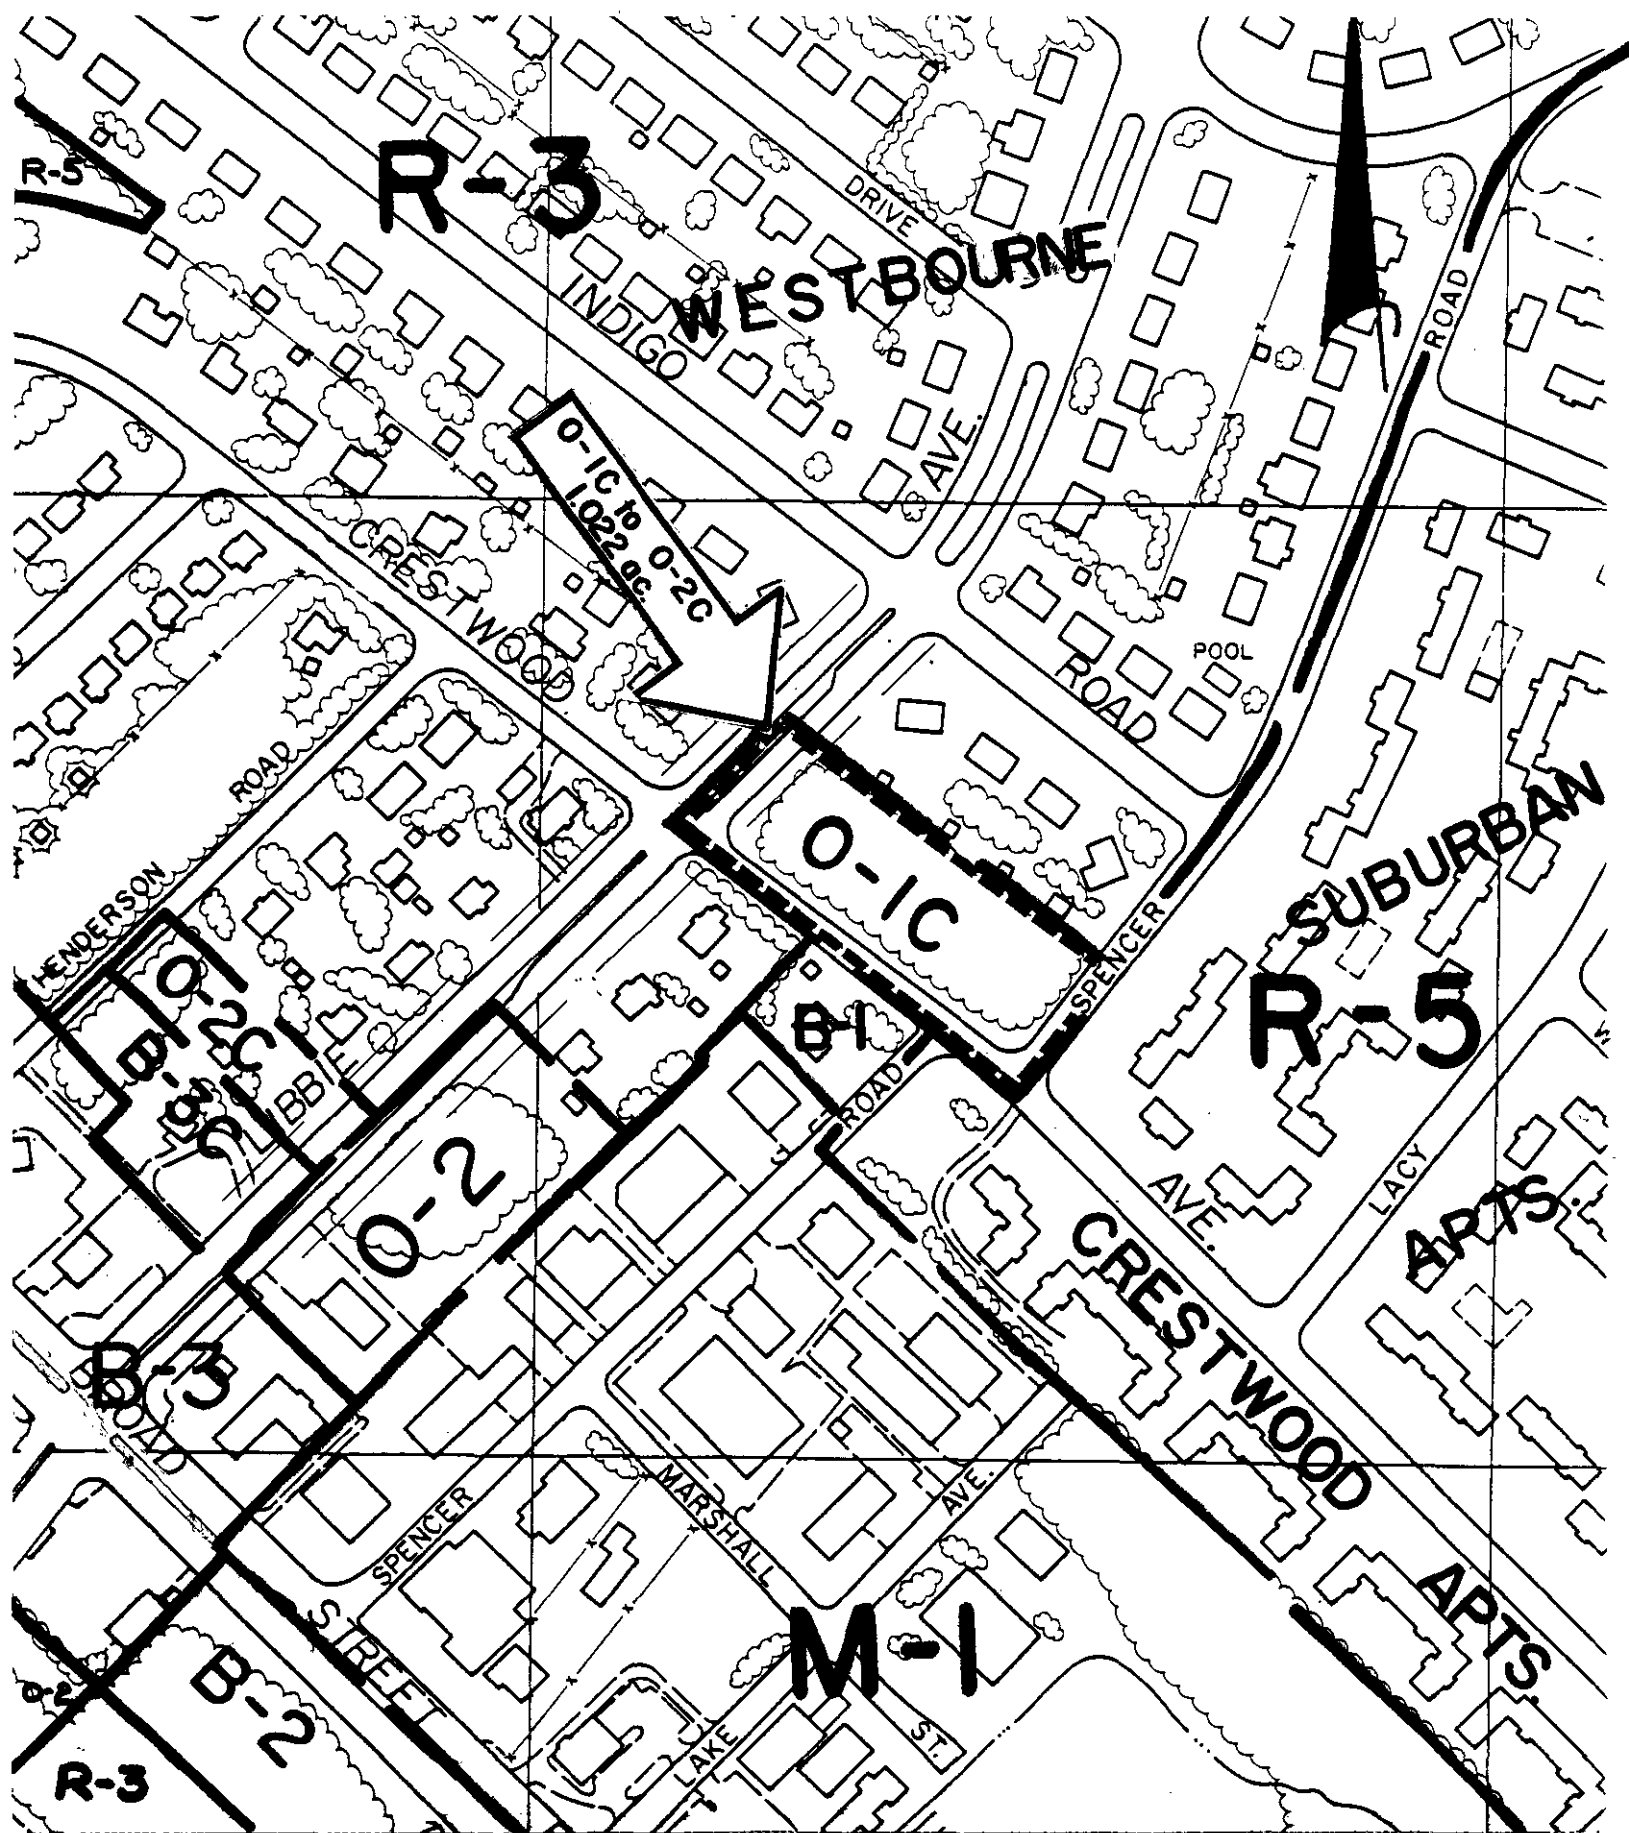 R-3
R-5
DRIVE
WESTBOURNE
INDIGO
ROAD
AVE.
O-1C to O-2C
1.022 ac.
CRESTWOOD
POOL
ROAD
ROAD
SUBURBAN
O-1C
HENDERSON
SPENCER
R-5
O-2C
B-3C
B-1
ROAD
O-2
LACY
AVE.
APTS.
CRESTWOOD
B-3
ROAD
SPENCER
MARSHALL
AVE.
APTS.
STREET
M-1
B-2
O-2
R-3
LAKE
ST.